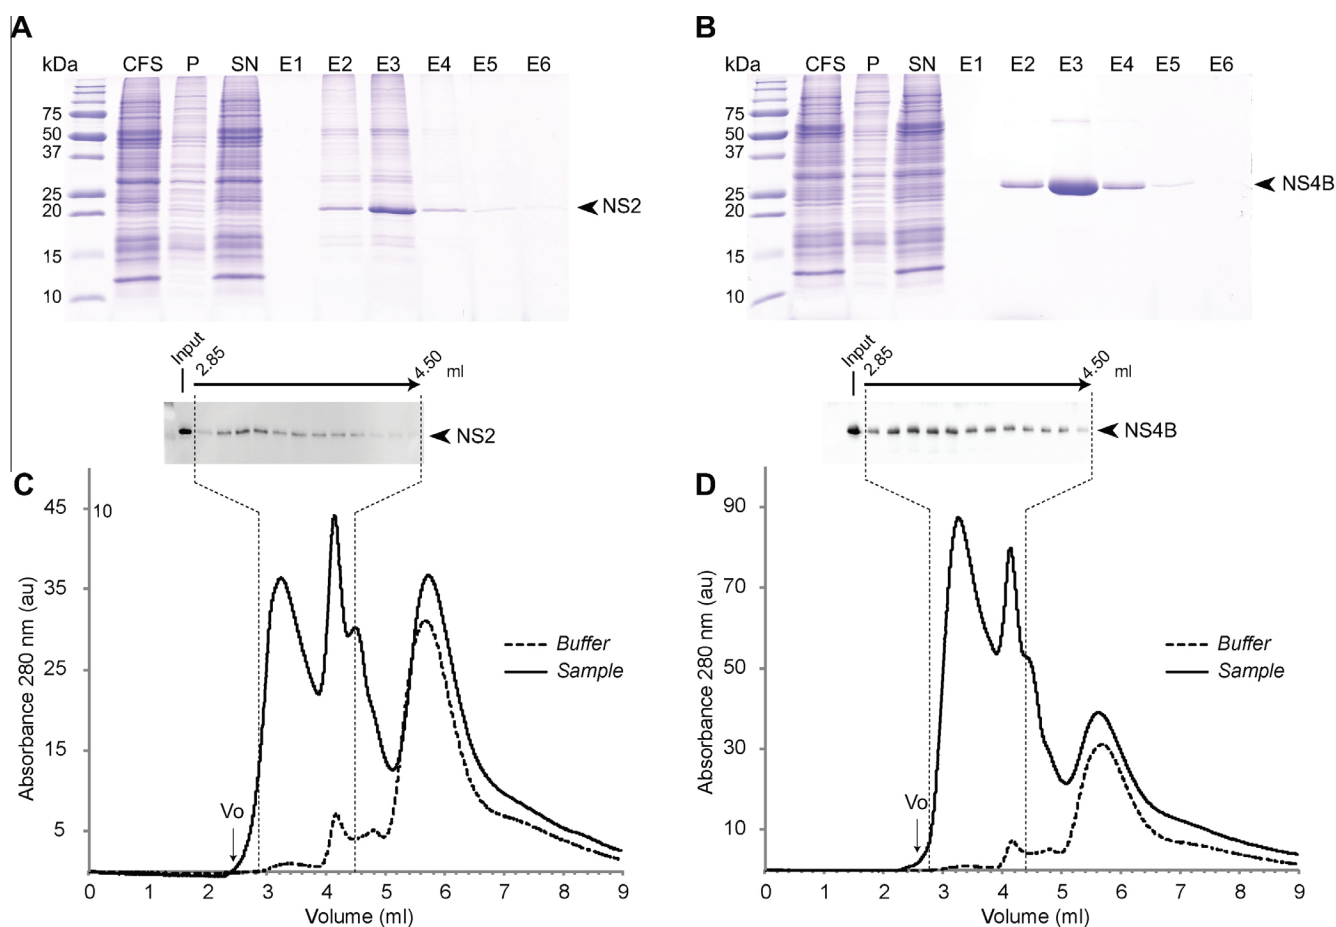 A
kDa CFS P SN E1 E2 E3 E4 E5 E6
75
50
37
25
20
15
10
NS2
B
kDa CFS P SN E1 E2 E3 E4 E5 E6
75
50
37
25
20
15
10
NS4B
Input 2.85 4.50 ml
NS2
Input 2.85 4.50 ml
NS4B
C
Absorbance 280 nm (au)
45
10
35
25
15
5
Vo
Buffer
Sample
0 1 2 3 4 5 6 7 8 9
Volume (ml)
D
Absorbance 280 nm (au)
90
70
50
30
10
Vo
Buffer
Sample
0 1 2 3 4 5 6 7 8 9
Volume (ml)